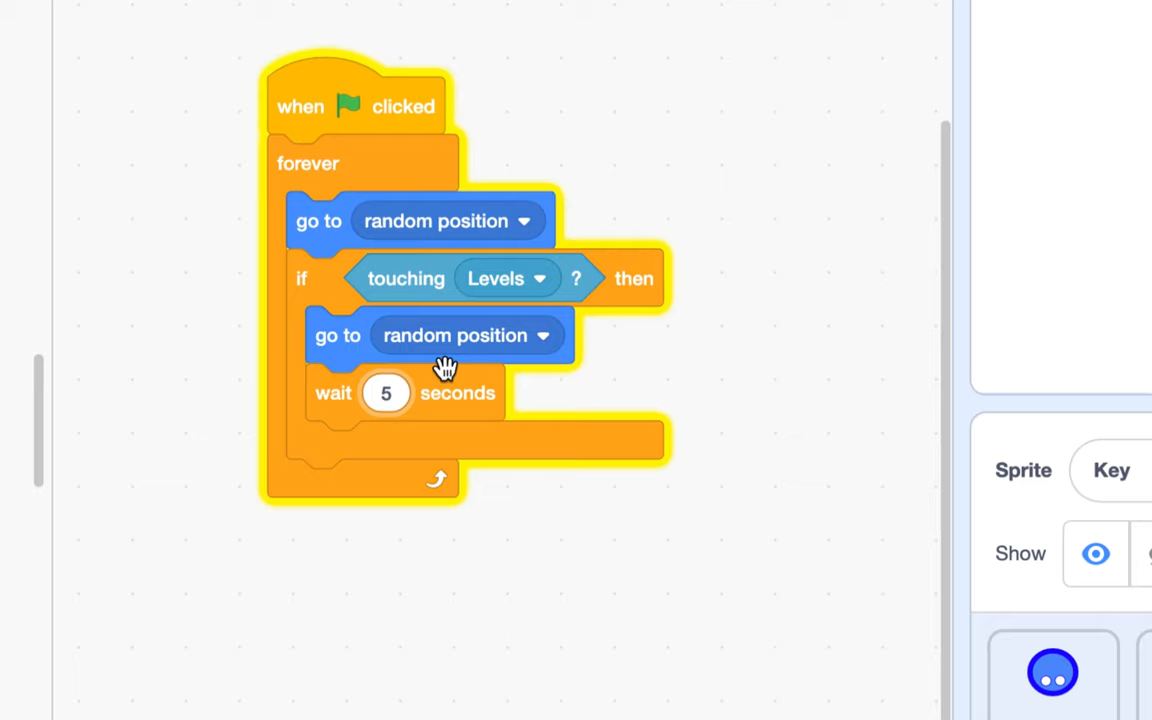 when clicked
forever
go to random position
if touching Levels ? then
go to random position
wait 5 seconds
Sprite Key
Show